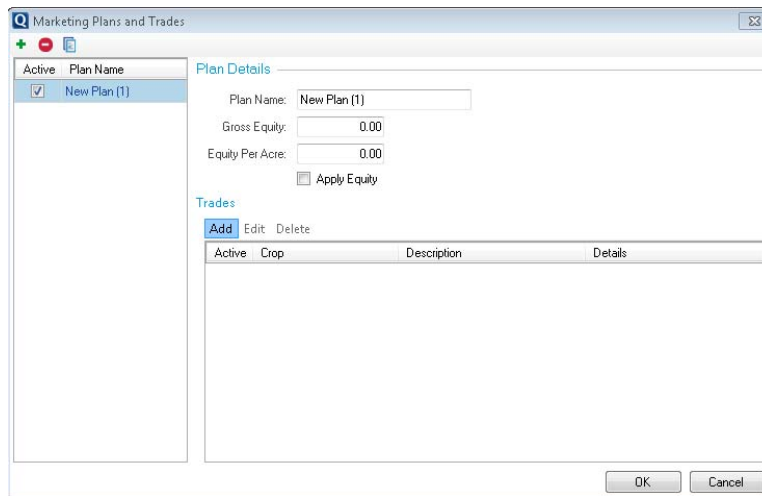 Marketing Plans and Trades
Active Plan Name
New Plan (1)
Plan Details
Plan Name: New Plan (1)
Gross Equity: 0.00
Equity Per Acre: 0.00
Apply Equity
Trades
Add Edit Delete
Active Crop Description Details
OK Cancel